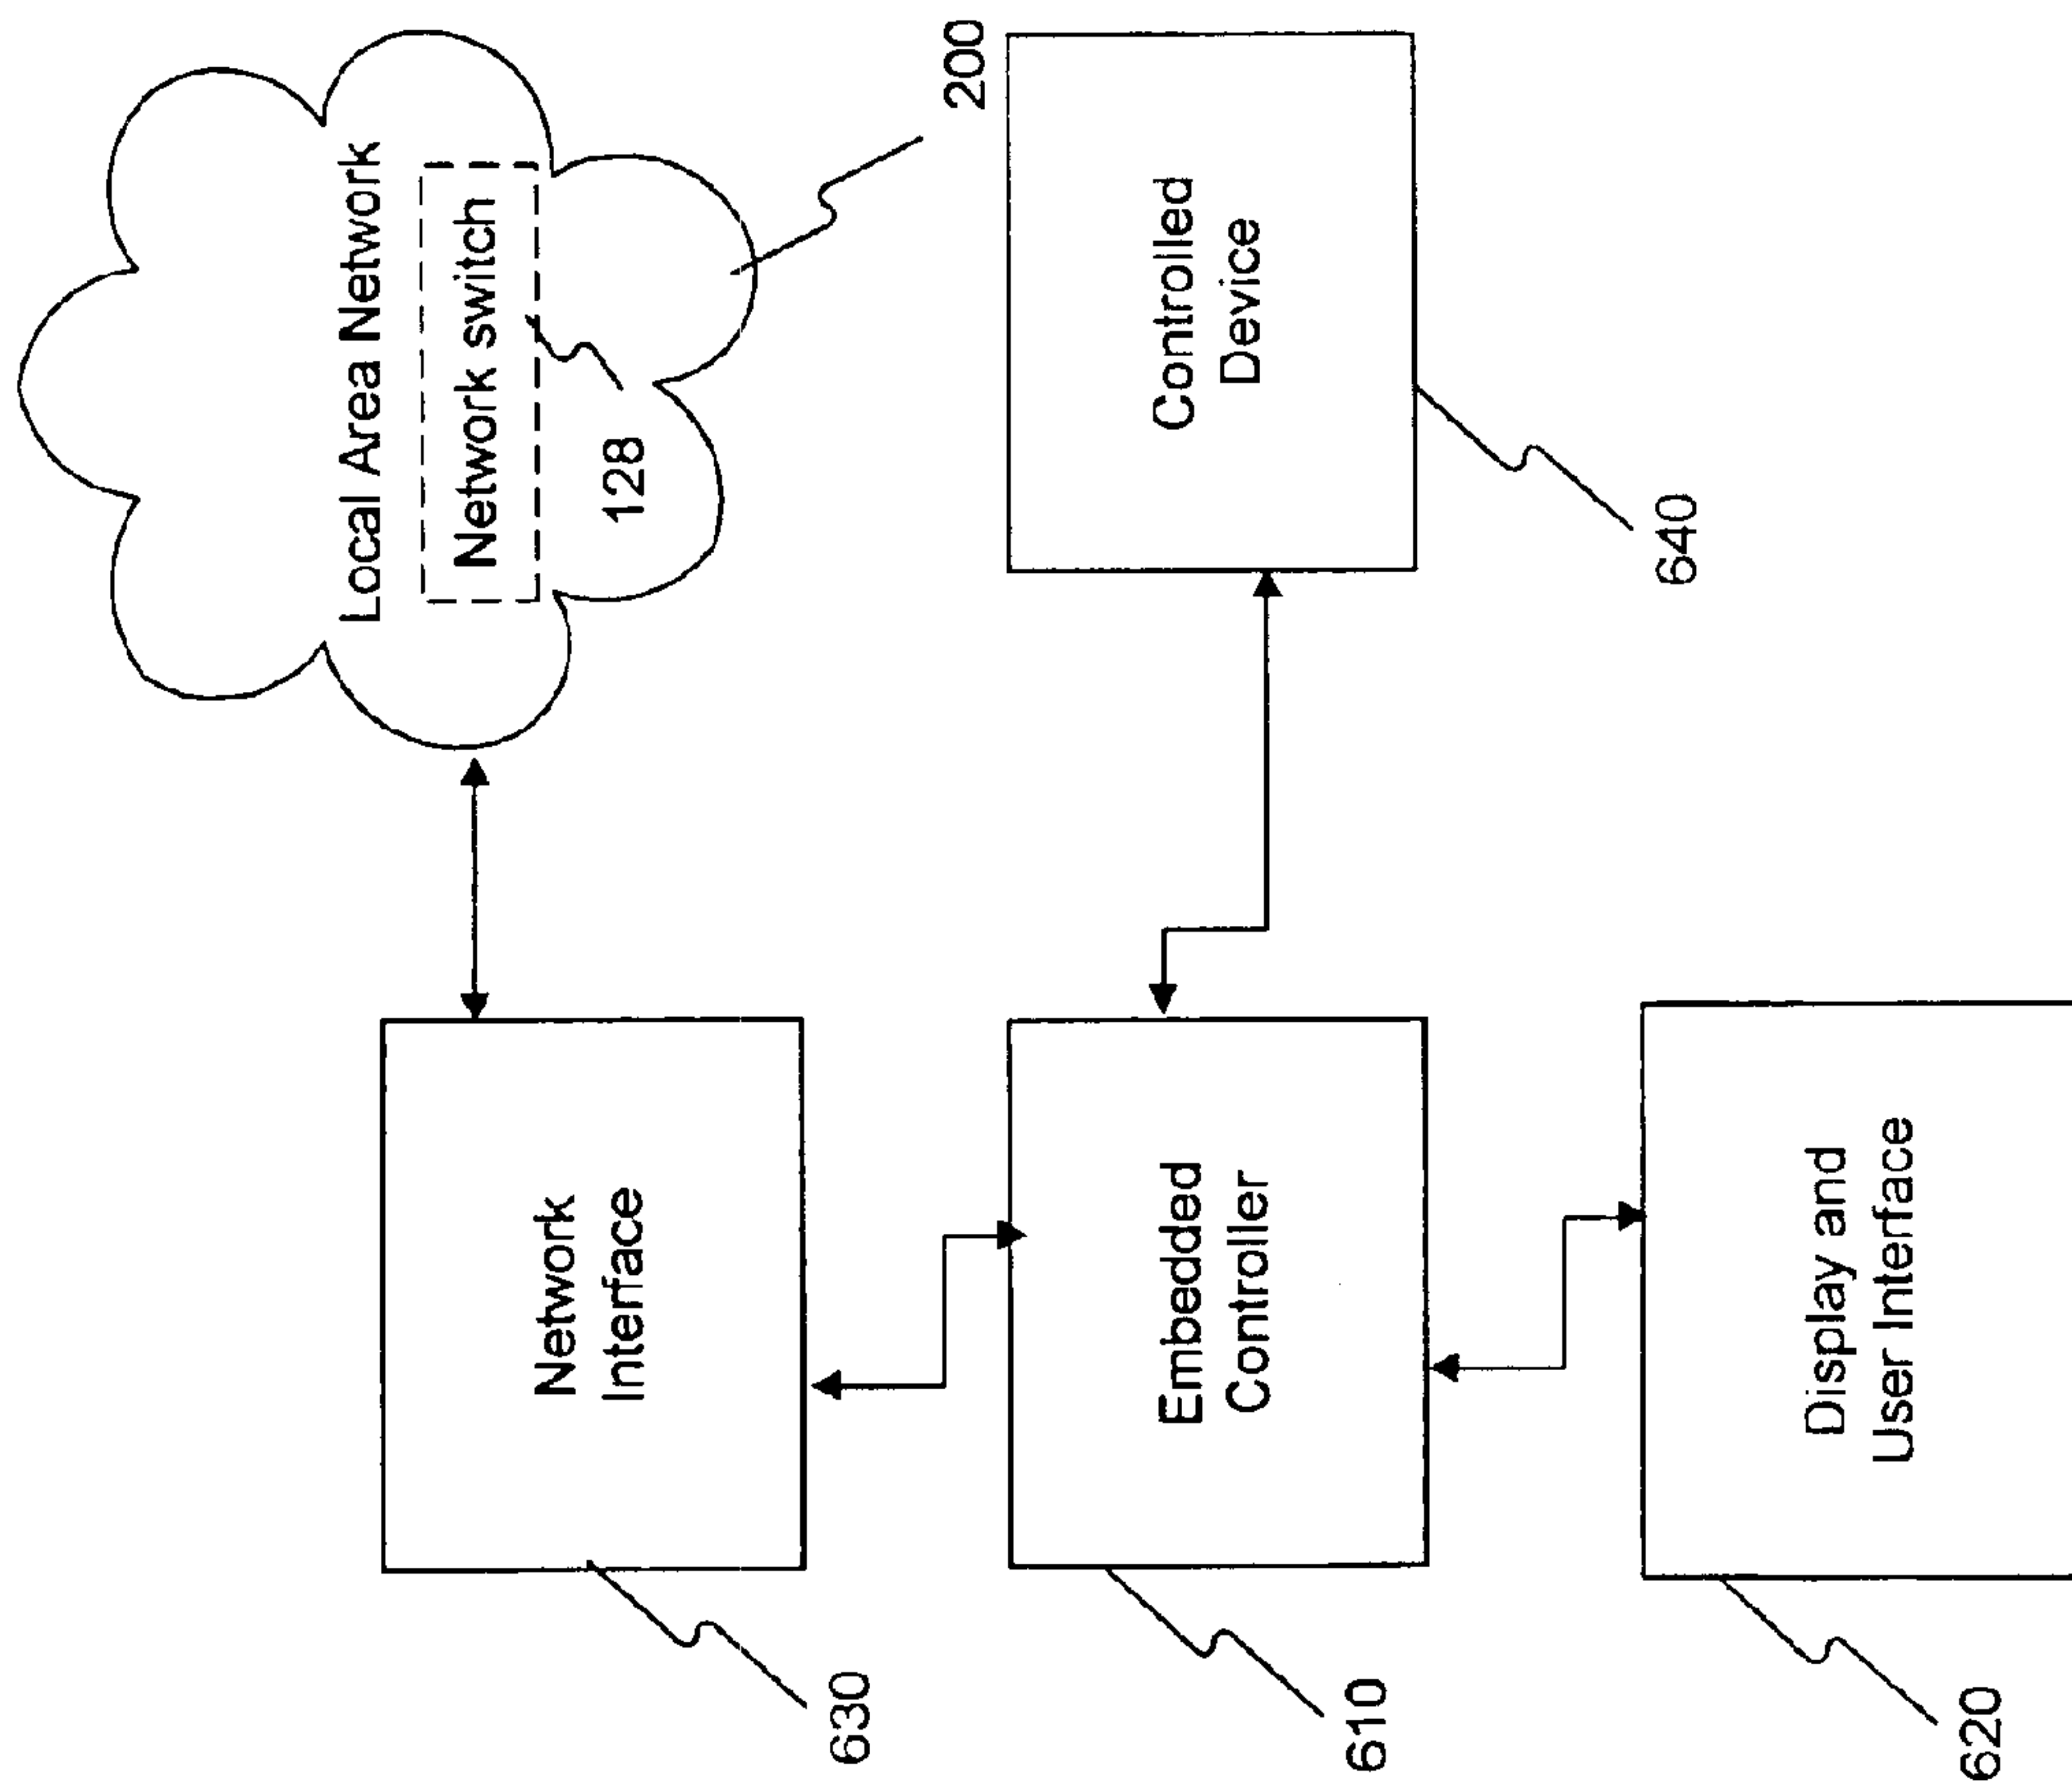 Local Area Network
Network switch
128
200
Network
Interface
630
Embedded
Controller
610
Controlled
Device
640
Display and
User Interface
620